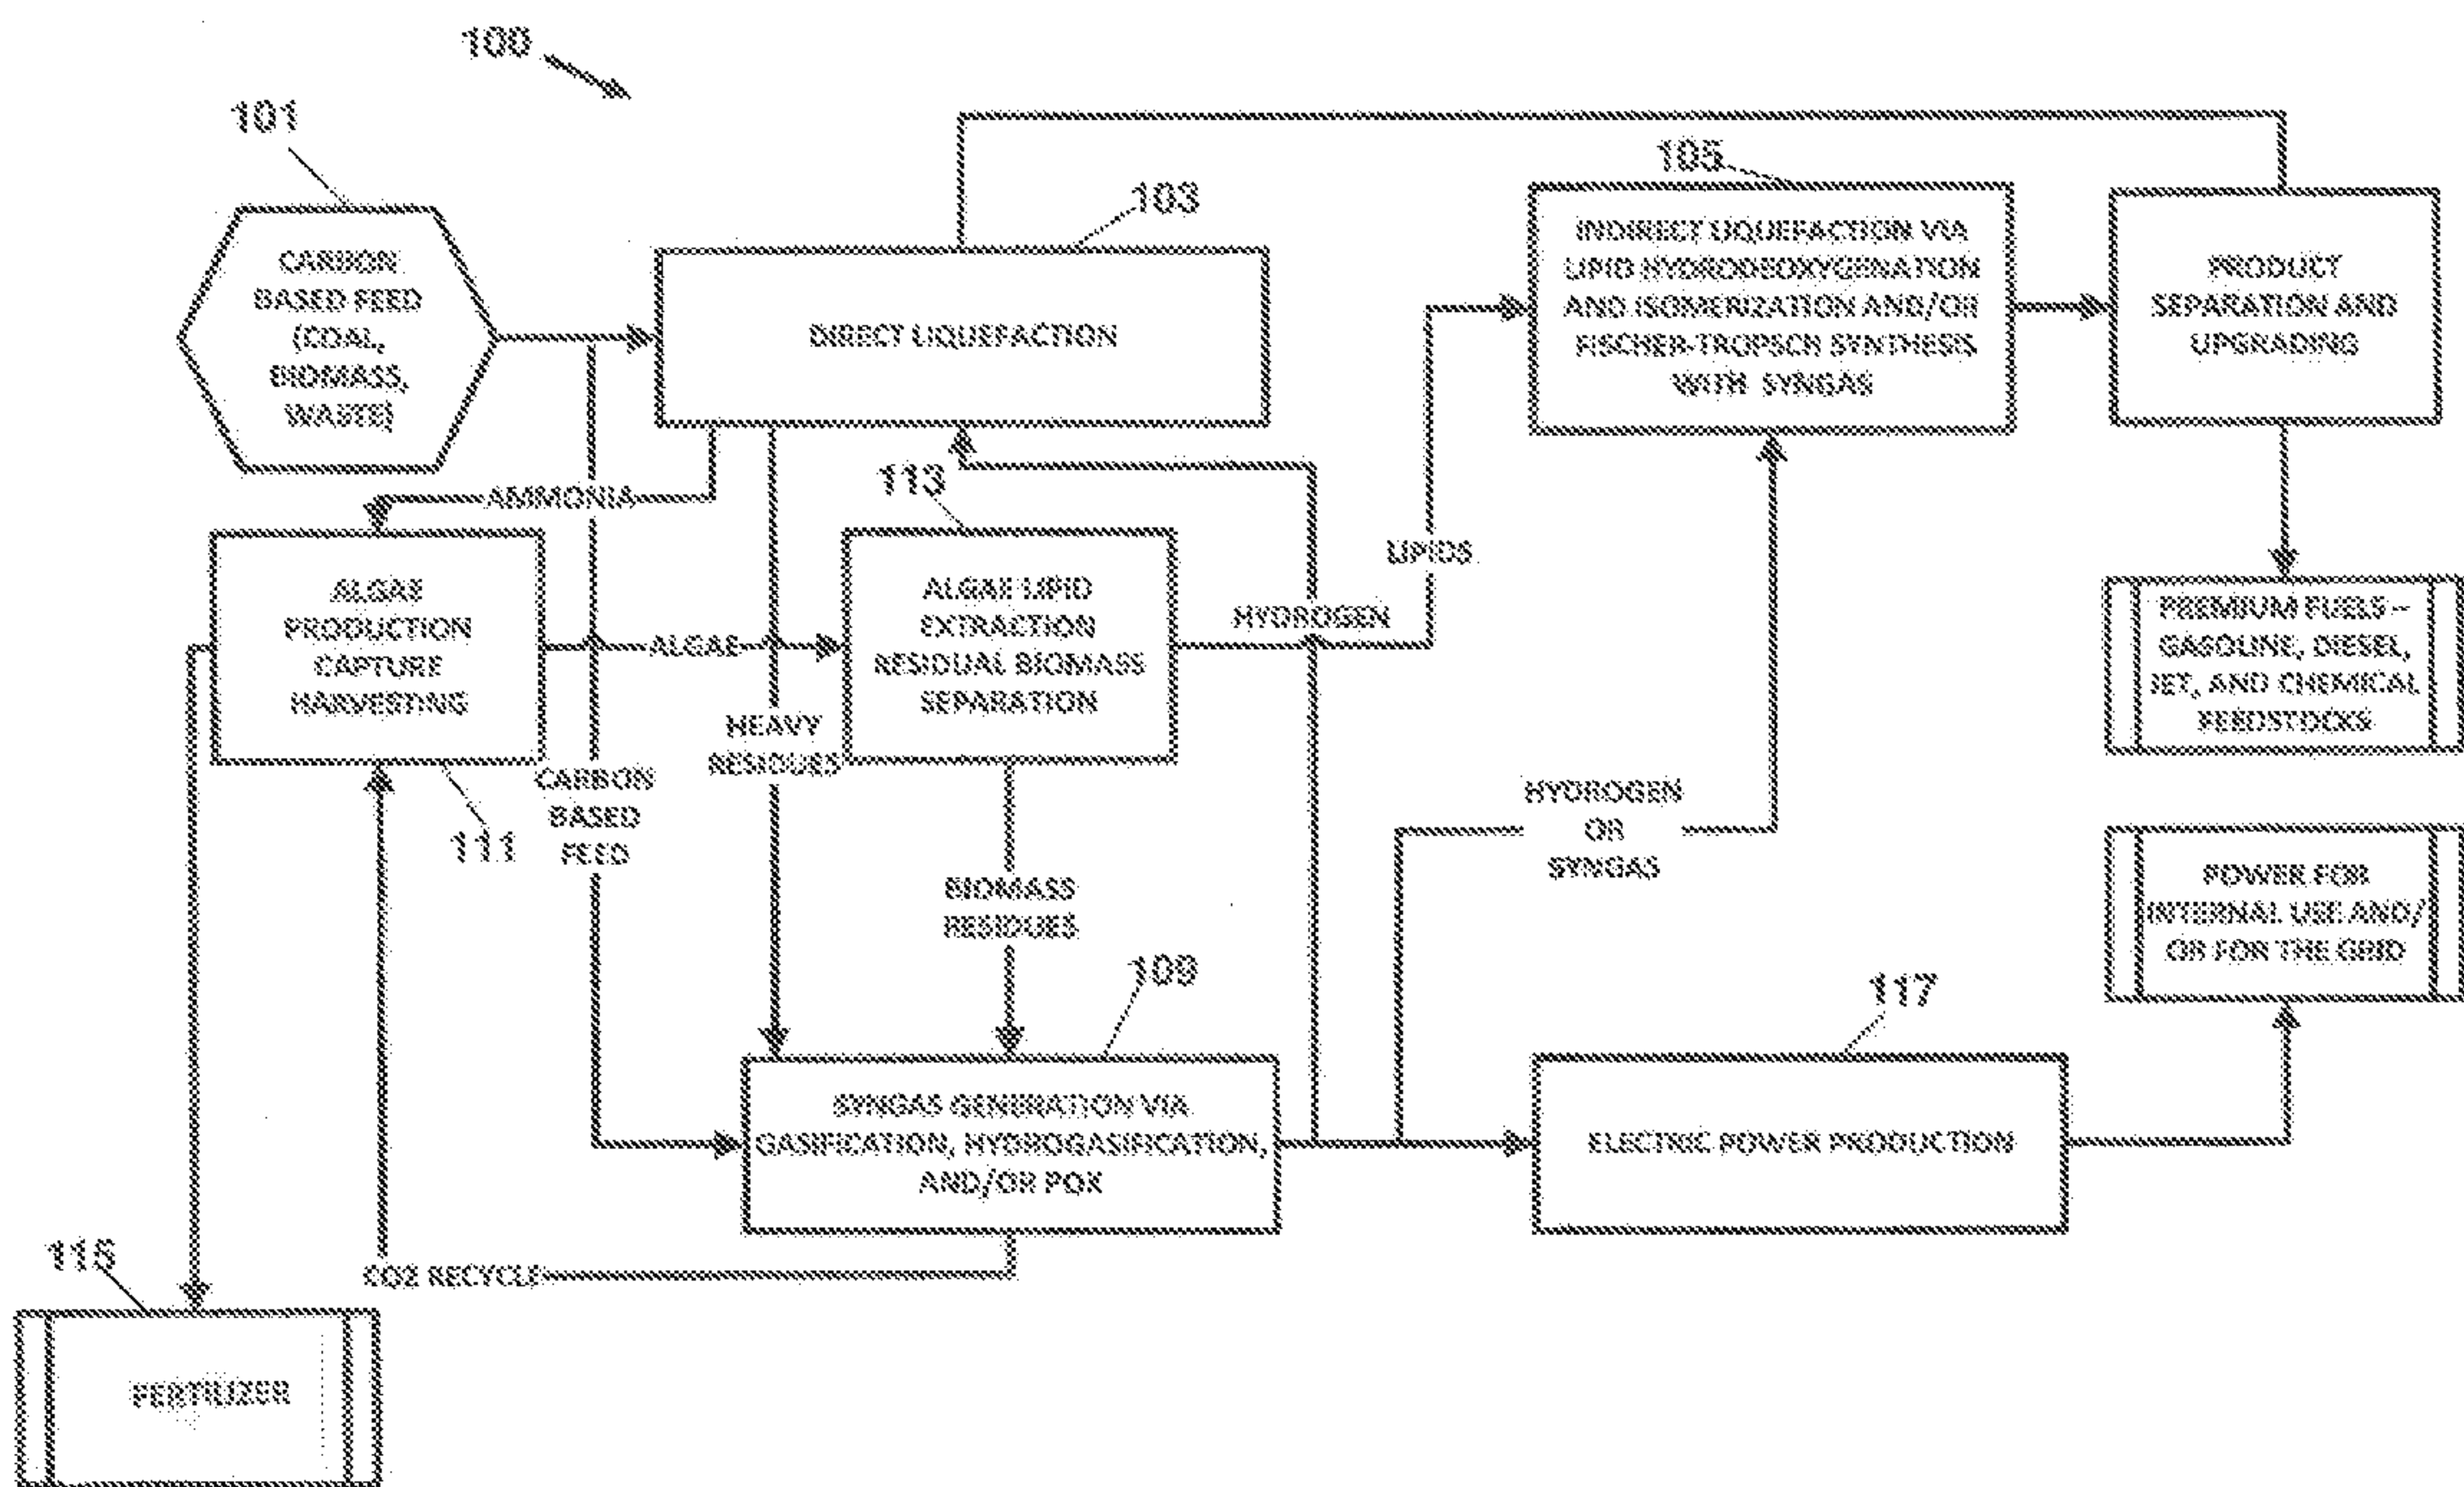 100
101
CARBON
BASED FEED
(COAL,
BIOMASS,
WASTE)
103
DIRECT LIQUEFACTION
105
INDIRECT LIQUEFACTION VIA
LIPID HYDRODEOXYGENATION
AND ISOMERIZATION AND/OR
FISCHER-TROPSCH SYNTHESIS
WITH SYNGAS
PRODUCT
SEPARATION AND
UPGRADING
AMMONIA
113
ALGAE
PRODUCTION
CAPTURE
HARVESTING
111
ALGAE
ALGAE LIPID
EXTRACTION
RESIDUAL BIOMASS
SEPARATION
HYDROGEN
LIPIDS
PREMIUM FUELS –
GASOLINE, DIESEL,
JET, AND CHEMICAL
FEEDSTOCKS
HEAVY
RESIDUES
CARBON
BASED
FEED
HYDROGEN
OR
SYNGAS
BIOMASS
RESIDUES
POWER FOR
INTERNAL USE AND/
OR FOR THE GRID
109
SYNGAS GENERATION VIA
GASIFICATION, HYDROGASIFICATION,
AND/OR POX
117
ELECTRIC POWER PRODUCTION
CO2 RECYCLE
FERTILIZER